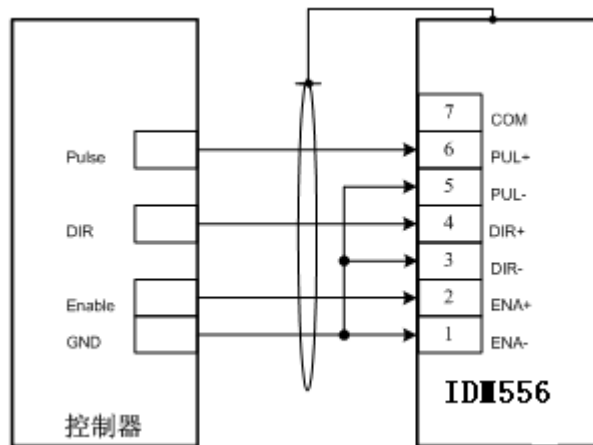 7 COM
Pulse 6 PUL+
5 PUL-
DIR 4 DIR+
3 DIR-
Enable 2 ENA+
GND 1 ENA-
IDM556
控制器